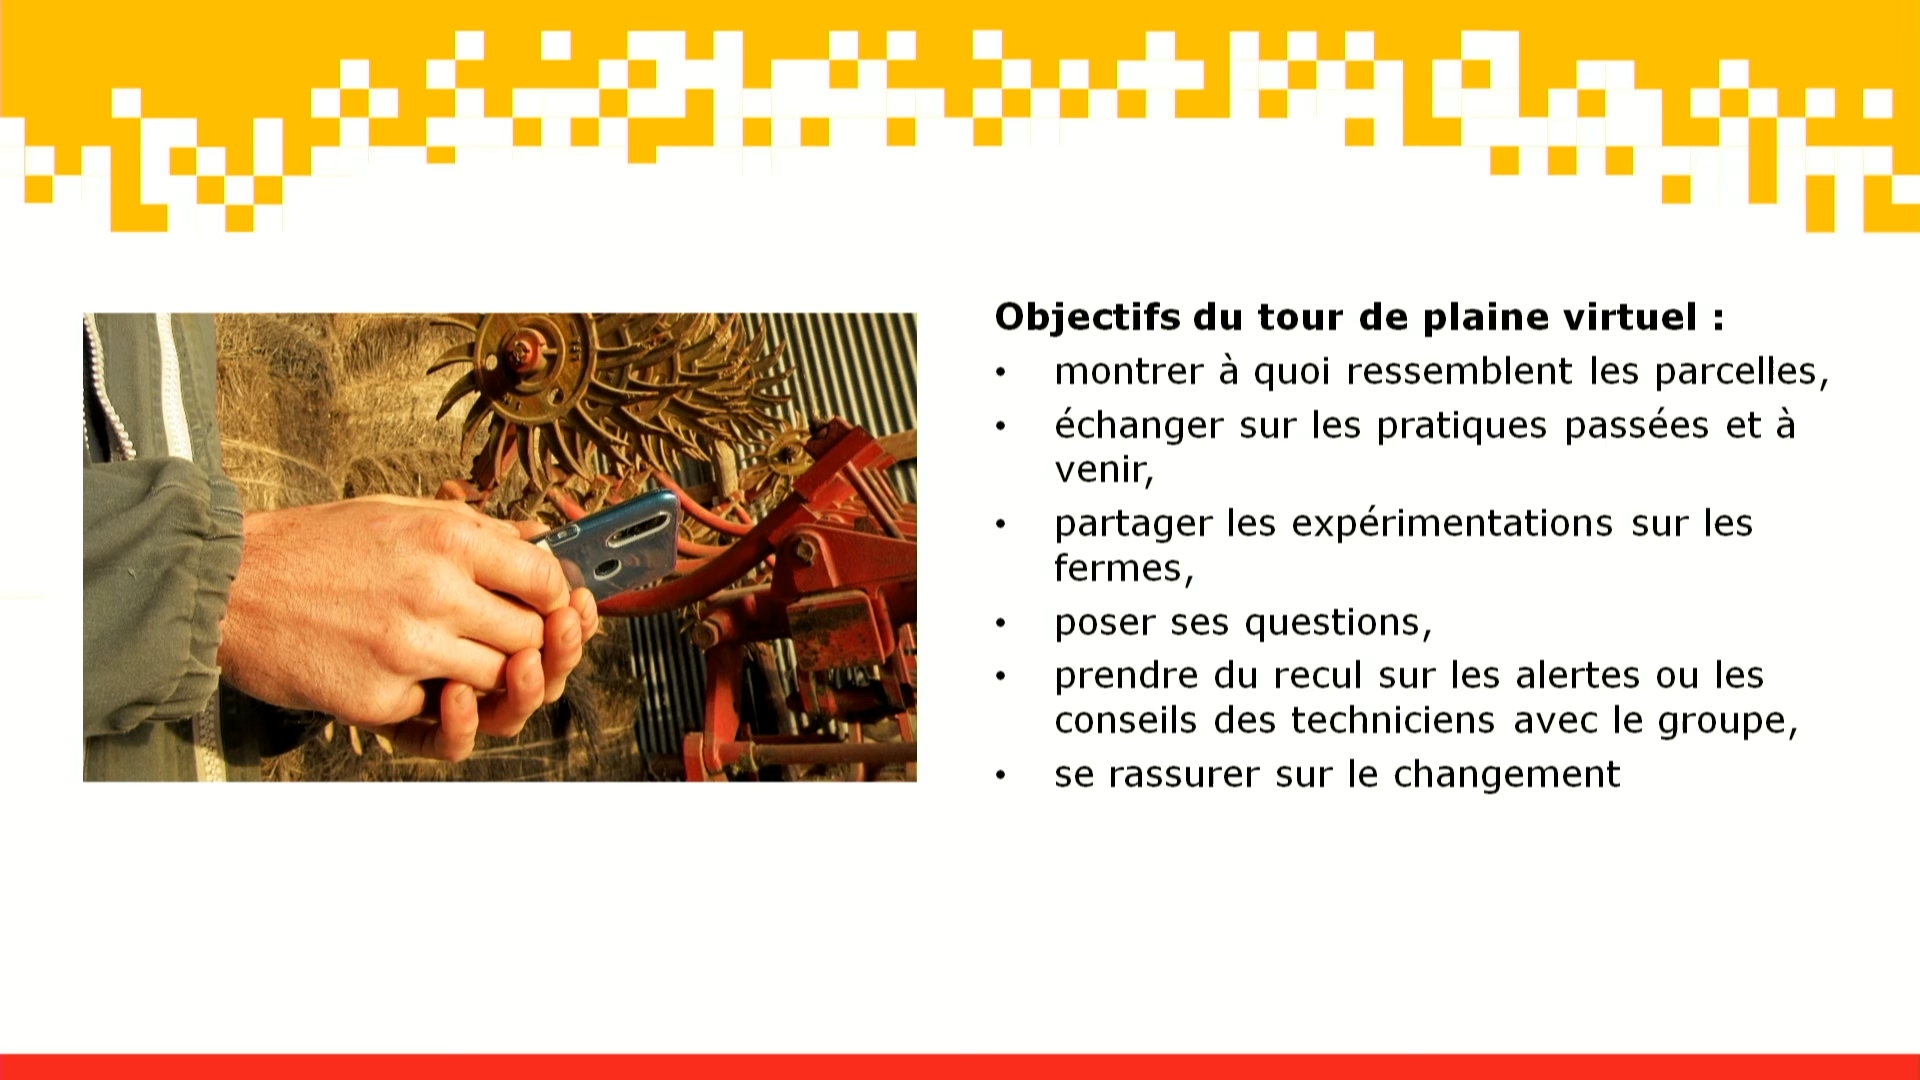 Objectifs du tour de plaine virtuel :
• montrer à quoi ressemblent les parcelles,
• échanger sur les pratiques passées et à
venir,
• partager les expérimentations sur les
fermes,
• poser ses questions,
• prendre du recul sur les alertes ou les
conseils des techniciens avec le groupe,
• se rassurer sur le changement